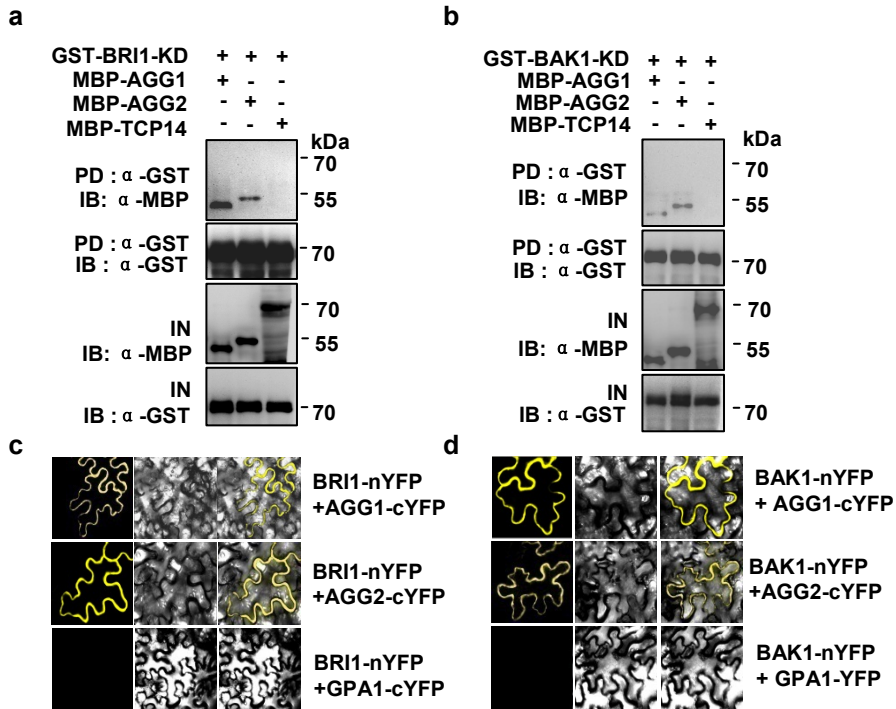 a
GST-BRI1-KD + + +
MBP-AGG1 + - -
MBP-AGG2 - + -
MBP-TCP14 - - +
kDa
PD : α -GST
IB: α -MBP
70
55
PD : α -GST
IB : α -GST
70
IN
IB: α -MBP
70
55
IN
IB : α -GST
70
b
GST-BAK1-KD + + +
MBP-AGG1 + - -
MBP-AGG2 - + -
MBP-TCP14 - - +
kDa
PD : α -GST
IB: α -MBP
70
55
PD : α -GST
IB : α -GST
70
IN
IB: α -MBP
70
55
IN
IB : α -GST
70
c
BRI1-nYFP
+AGG1-cYFP
BRI1-nYFP
+AGG2-cYFP
BRI1-nYFP
+GPA1-cYFP
d
BAK1-nYFP
+ AGG1-cYFP
BAK1-nYFP
+AGG2-cYFP
BAK1-nYFP
+ GPA1-YFP